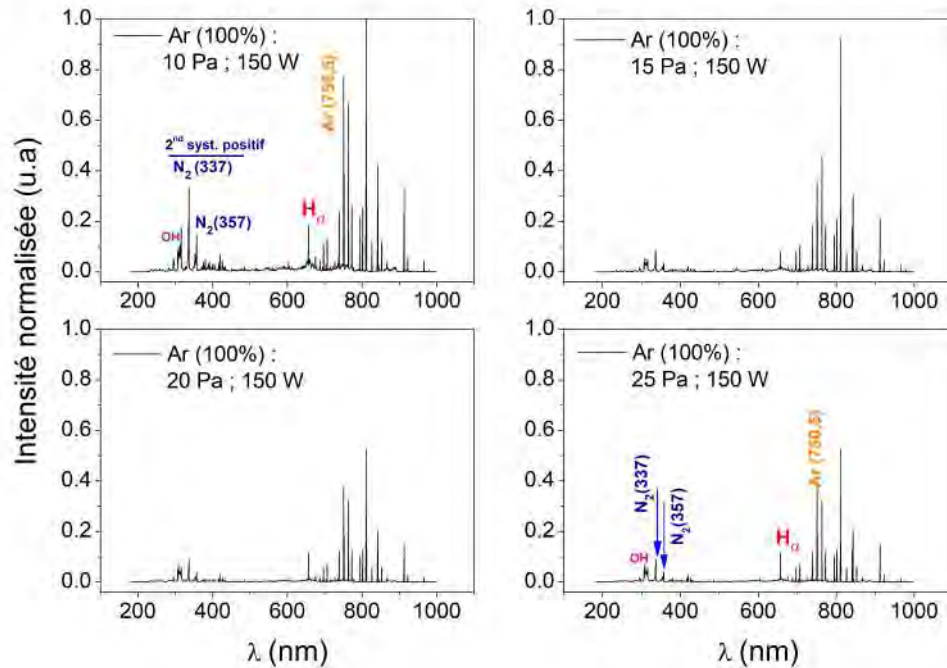 Intensité normalisée (u.a)
1.0
0.8
0.6
0.4
0.2
0.0
Ar (100%) :
10 Pa ; 150 W
Ar (756,5)
2nd syst. positif
N2 (337)
N2(357)
OH
Hα
200 400 600 800 1000
1.0
0.8
0.6
0.4
0.2
0.0
Ar (100%) :
15 Pa ; 150 W
200 400 600 800 1000
1.0
0.8
0.6
0.4
0.2
0.0
Ar (100%) :
20 Pa ; 150 W
200 400 600 800 1000
λ (nm)
1.0
0.8
0.6
0.4
0.2
0.0
Ar (100%) :
25 Pa ; 150 W
Ar (750,5)
N2(337)
N2(357)
OH
Hα
200 400 600 800 1000
λ (nm)